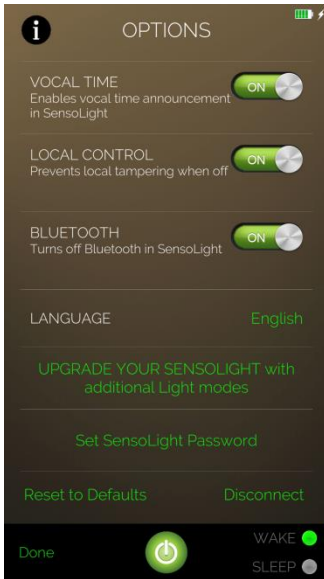 i
OPTIONS
VOCAL TIME
Enables vocal time announcement
in SensoLight
ON
LOCAL CONTROL
Prevents local tampering when off
ON
BLUETOOTH
Turns off Bluetooth in SensoLight
ON
LANGUAGE
English
UPGRADE YOUR SENSOLIGHT with
additional Light modes
Set SensoLight Password
Reset to Defaults
Disconnect
Done
WAKE
SLEEP